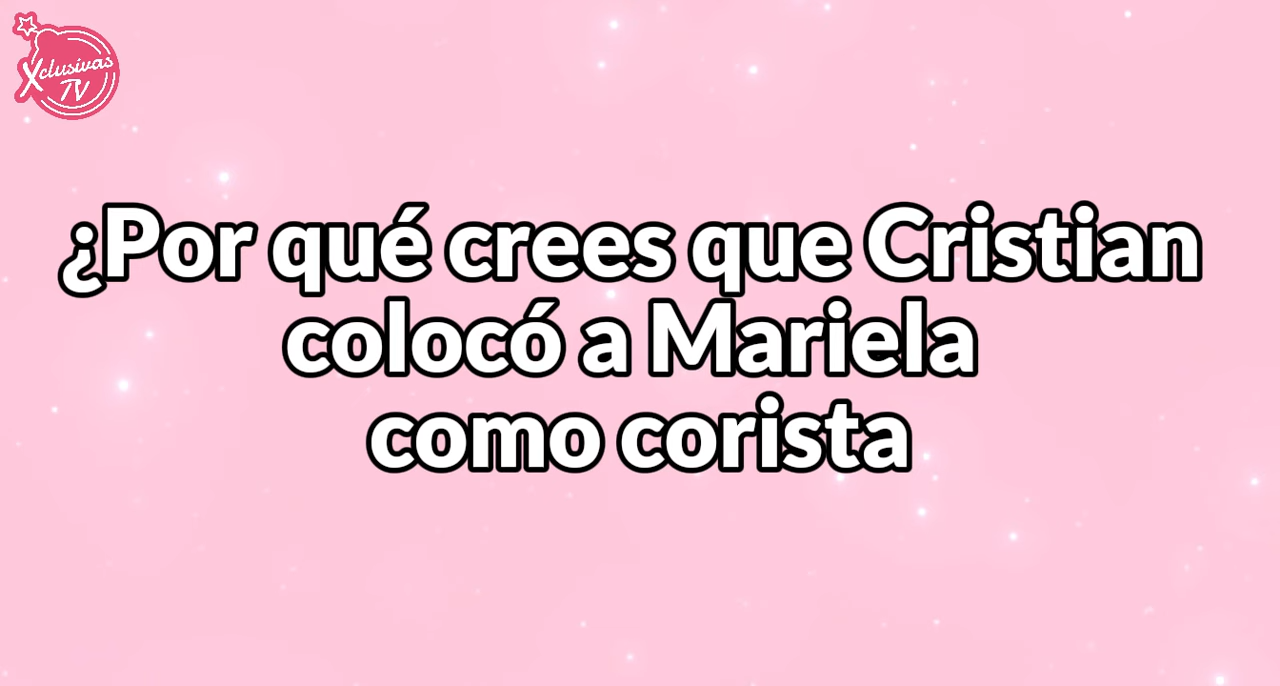 Xclusivas
TV
¿Por qué crees que Cristian
colocó a Mariela
como corista